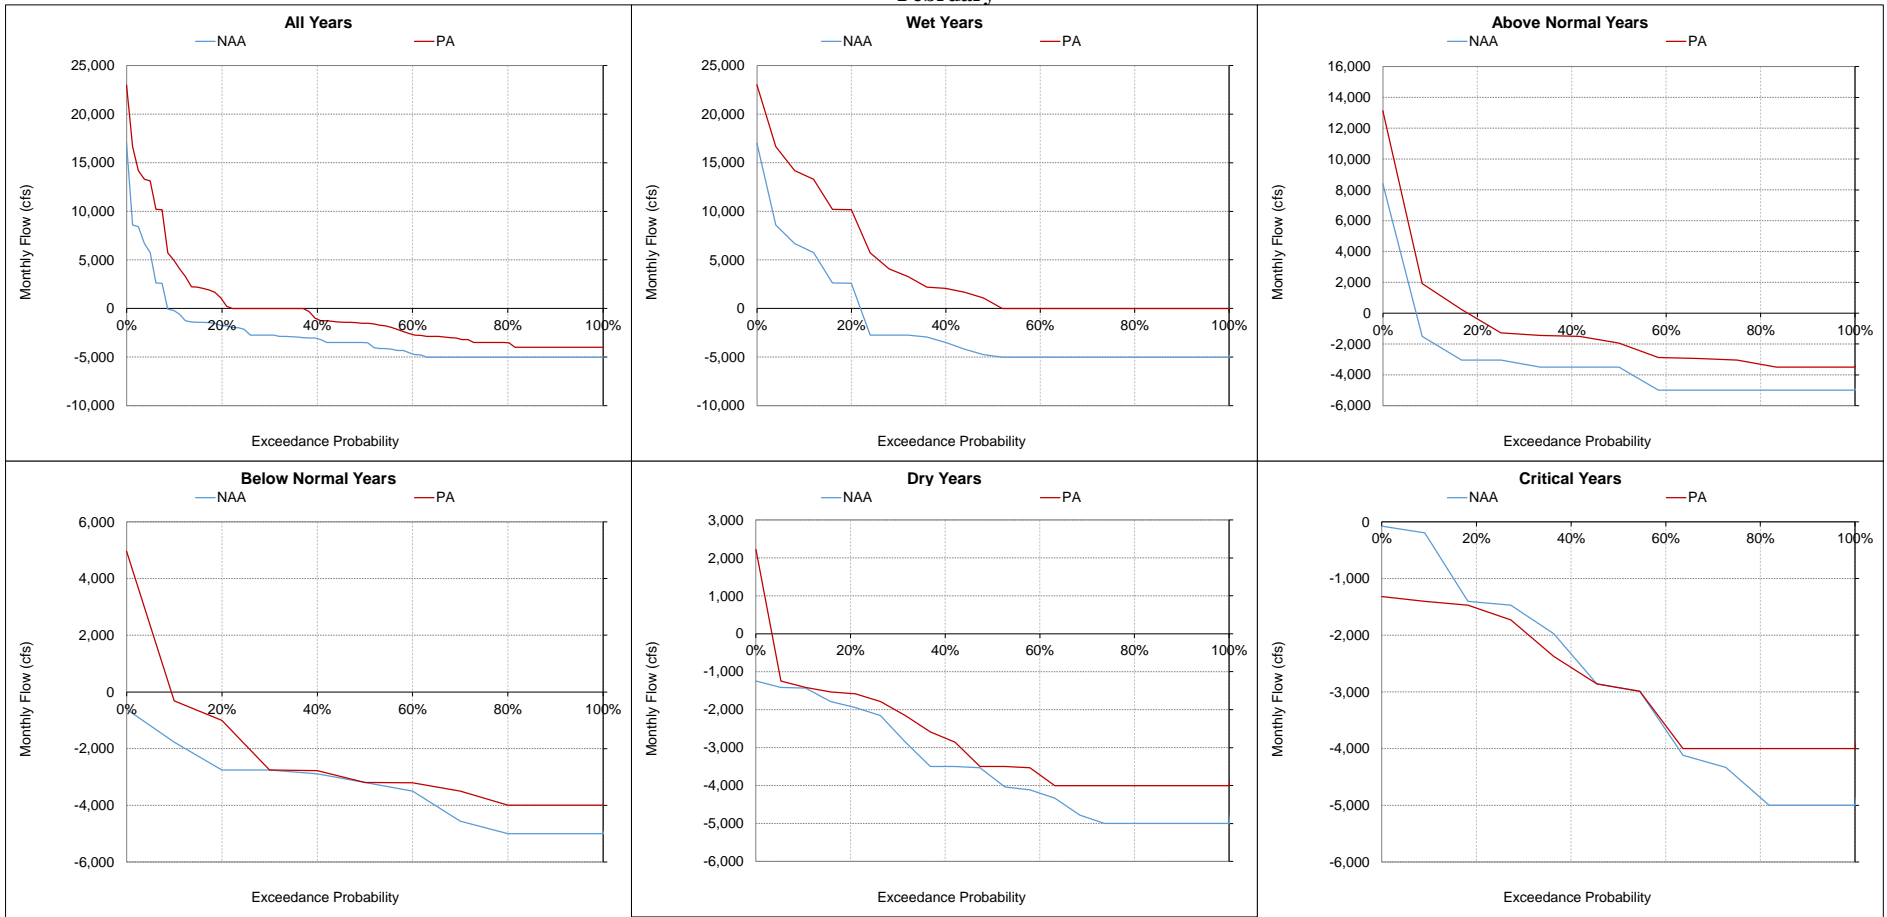 February
All Years
NAA PA
25,000
20,000
15,000
10,000
5,000
0
-5,000
-10,000
0% 20% 40% 60% 80% 100%
Monthly Flow (cfs)
Exceedance Probability
Wet Years
NAA PA
25,000
20,000
15,000
10,000
5,000
0
-5,000
-10,000
0% 20% 40% 60% 80% 100%
Monthly Flow (cfs)
Exceedance Probability
Above Normal Years
NAA PA
16,000
14,000
12,000
10,000
8,000
6,000
4,000
2,000
0
-2,000
-4,000
-6,000
0% 20% 40% 60% 80% 100%
Monthly Flow (cfs)
Exceedance Probability
Below Normal Years
NAA PA
6,000
4,000
2,000
0
-2,000
-4,000
-6,000
0% 20% 40% 60% 80% 100%
Monthly Flow (cfs)
Exceedance Probability
Dry Years
NAA PA
3,000
2,000
1,000
0
-1,000
-2,000
-3,000
-4,000
-5,000
-6,000
0% 20% 40% 60% 80% 100%
Monthly Flow (cfs)
Exceedance Probability
Critical Years
NAA PA
0
-1,000
-2,000
-3,000
-4,000
-5,000
-6,000
0% 20% 40% 60% 80% 100%
Monthly Flow (cfs)
Exceedance Probability